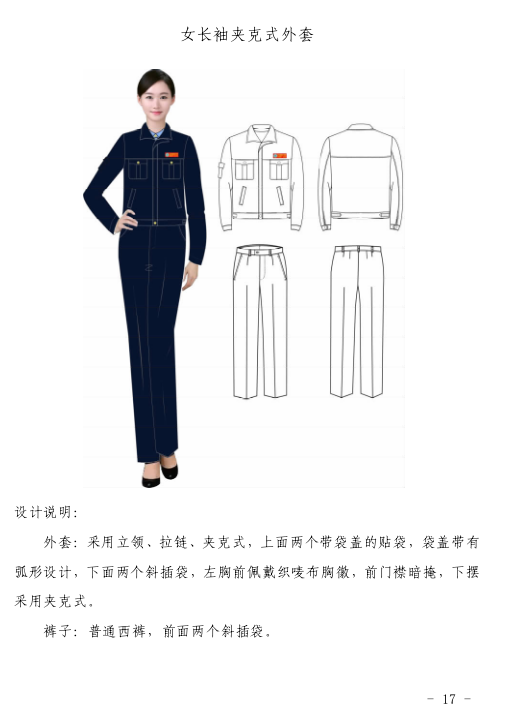 女长袖夹克式外套
设计说明：
外套：采用立领、拉链、夹克式，上面两个带袋盖的贴袋，袋盖带有
弧形设计，下面两个斜插袋，左胸前佩戴织唛布胸徽，前门襟暗掩，下摆
采用夹克式。
裤子：普通西裤，前面两个斜插袋。
- 17 -